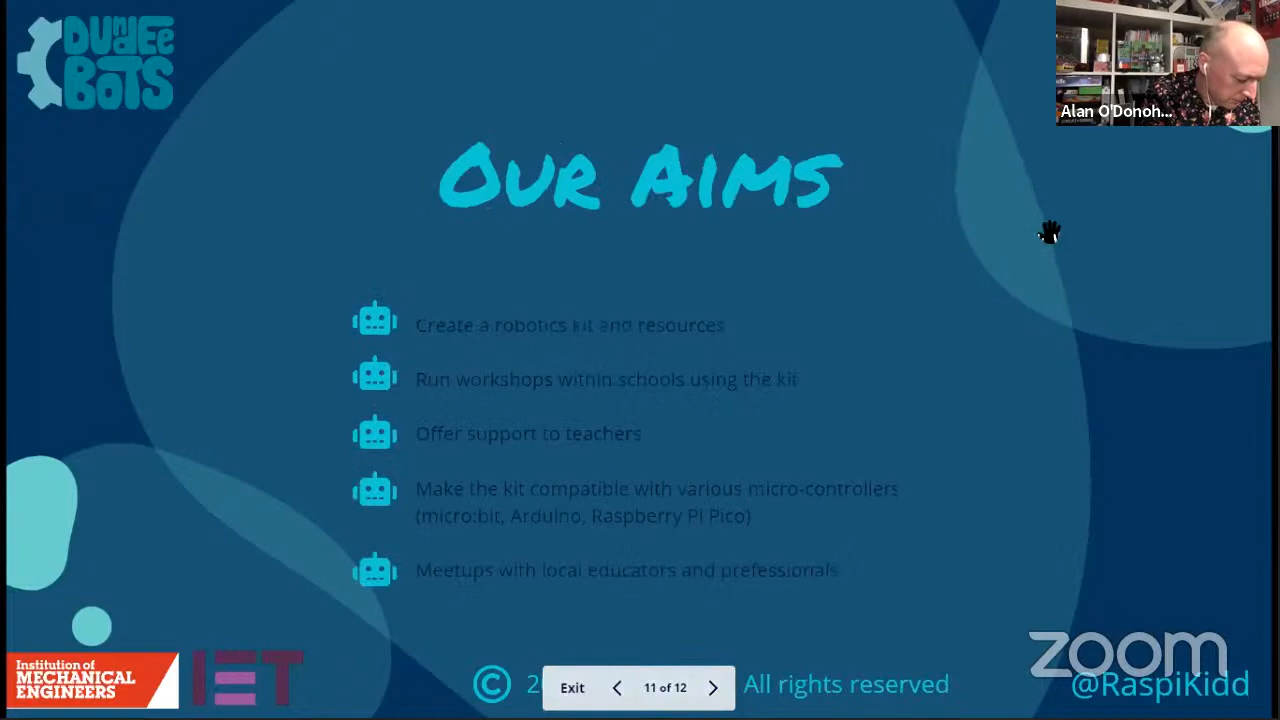 DUNDEE
BOTS
Alan O'Donoh...
OUR AIMS
Create a robotics kit and resources
Run workshops within schools using the kit
Offer support to teachers
Make the kit compatible with various micro-controllers
(micro:bit, Arduino, Raspberry Pi Pico)
Meetups with local educators and professionals
Institution of
MECHANICAL
ENGINEERS
IET
© 2
Exit
11 of 12
All rights reserved
zoom
@RaspiKidd